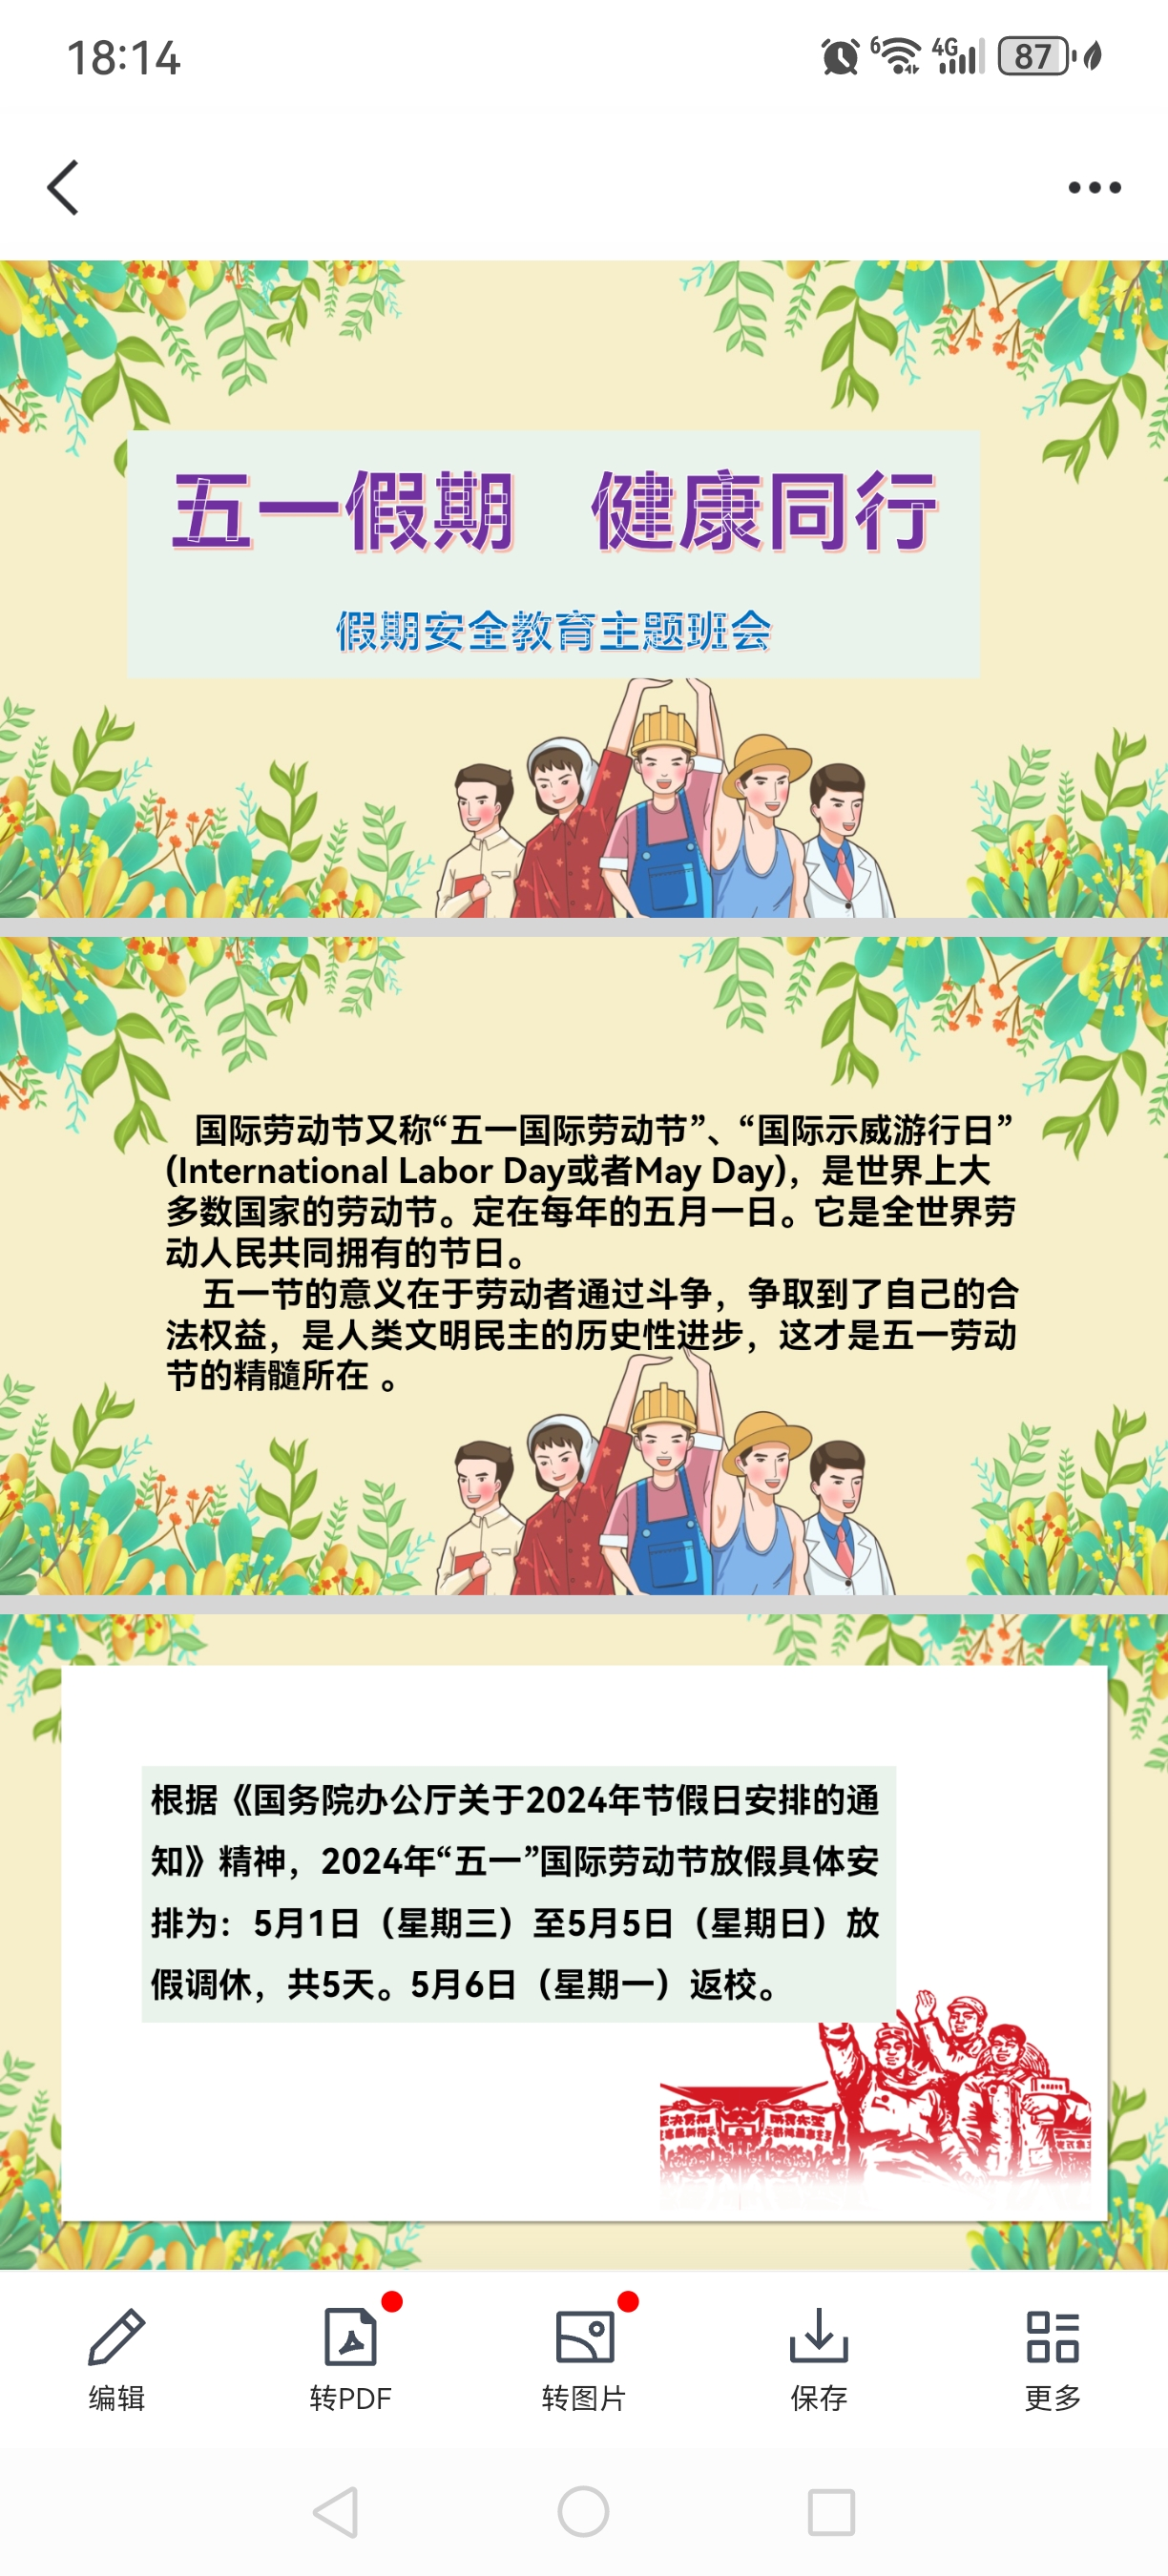 18:14
6
4G
87
五一假期 健康同行
假期安全教育主题班会
国际劳动节又称“五一国际劳动节”、“国际示威游行日”
(International Labor Day或者May Day)，是世界上大
多数国家的劳动节。定在每年的五月一日。它是全世界劳
动人民共同拥有的节日。
五一节的意义在于劳动者通过斗争，争取到了自己的合
法权益，是人类文明民主的历史性进步，这才是五一劳动
节的精髓所在 。
根据《国务院办公厅关于2024年节假日安排的通
知》精神，2024年“五一”国际劳动节放假具体安
排为：5月1日（星期三）至5月5日（星期日）放
假调休，共5天。5月6日（星期一）返校。
编辑
转PDF
转图片
保存
更多